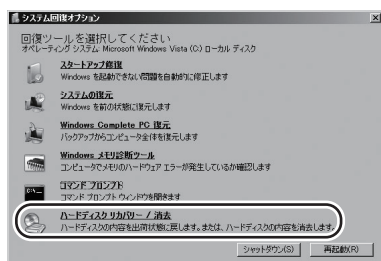 システム回復オプション
回復ツールを選択してください
オペレーティング システム: Microsoft Windows Vista (C:) ローカル ディスク
スタートアップ修復
Windows を起動できない問題を自動的に修正します
システムの復元
Windows を前の状態に復元します
Windows Complete PC 復元
バックアップからコンピュータ全体を復元します
Windows メモリ診断ツール
コンピュータでメモリのハードウェア エラーが発生しているか確認します
コマンド プロンプト
コマンド プロンプト ウィンドウを開きます
ハードディスク リカバリー / 消去
ハードディスクの内容を出荷状態に戻します。または、ハードディスクの内容を消去します。
シャットダウン(S)
再起動(R)